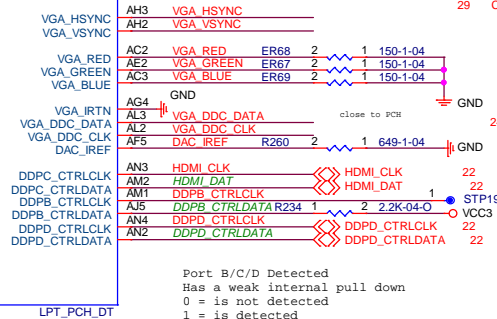 VGA_HSYNC AH3 VGA_HSYNC 29
VGA_VSYNC AH2 VGA_VSYNC
VGA_RED AC2 VGA_RED ER68 2 1 150-1-04
VGA_GREEN AE2 VGA_GREEN ER67 2 1 150-1-04
VGA_BLUE AC3 VGA_BLUE ER69 2 1 150-1-04
GND
VGA_IRTN AG4 GND
VGA_DDC_DATA AL3 VGA_DDC_DATA close to PCH
VGA_DDC_CLK AL2 VGA_DDC_CLK
DAC_IREF AF5 DAC_IREF R260 2 1 649-1-04 GND
DDPC_CTRLCLK AN3 HDMI_CLK HDMI_CLK 22
DDPC_CTRLDATA AM2 HDMI_DAT HDMI_DAT 22
DDPB_CTRLCLK AM1 DDPB_CTRLCLK 1 STP19
DDPB_CTRLDATA AJ5 DDPB_CTRLDATA R234 1 2 2.2K-04-O VCC3
DDPD_CTRLCLK AN4 DDPD_CTRLCLK DDPD_CTRLCLK 22
DDPD_CTRLDATA AN2 DDPD_CTRLDATA DDPD_CTRLDATA 22
Port B/C/D Detected
Has a weak internal pull down
0 = is not detected
1 = is detected
LPT_PCH_DT